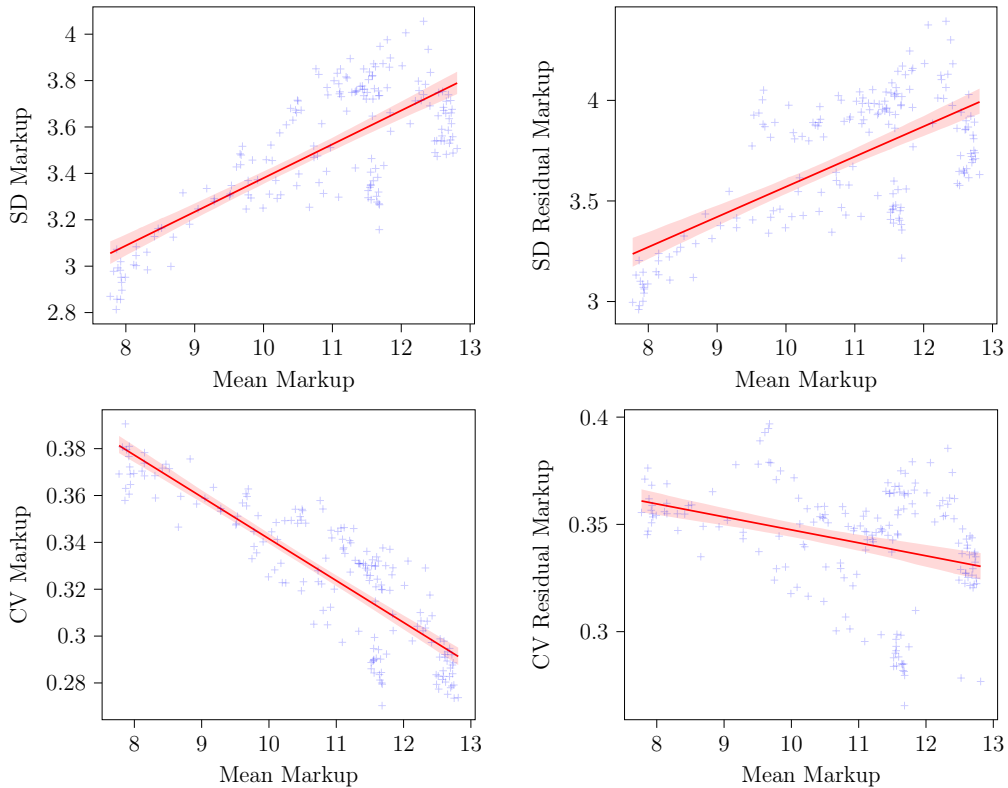 4
3.8
3.6
3.4
3.2
3
2.8
SD Markup
8 9 10 11 12 13
Mean Markup
4
3.5
3
SD Residual Markup
8 9 10 11 12 13
Mean Markup
0.38
0.36
0.34
0.32
0.3
0.28
CV Markup
8 9 10 11 12 13
Mean Markup
0.4
0.35
0.3
CV Residual Markup
8 9 10 11 12 13
Mean Markup